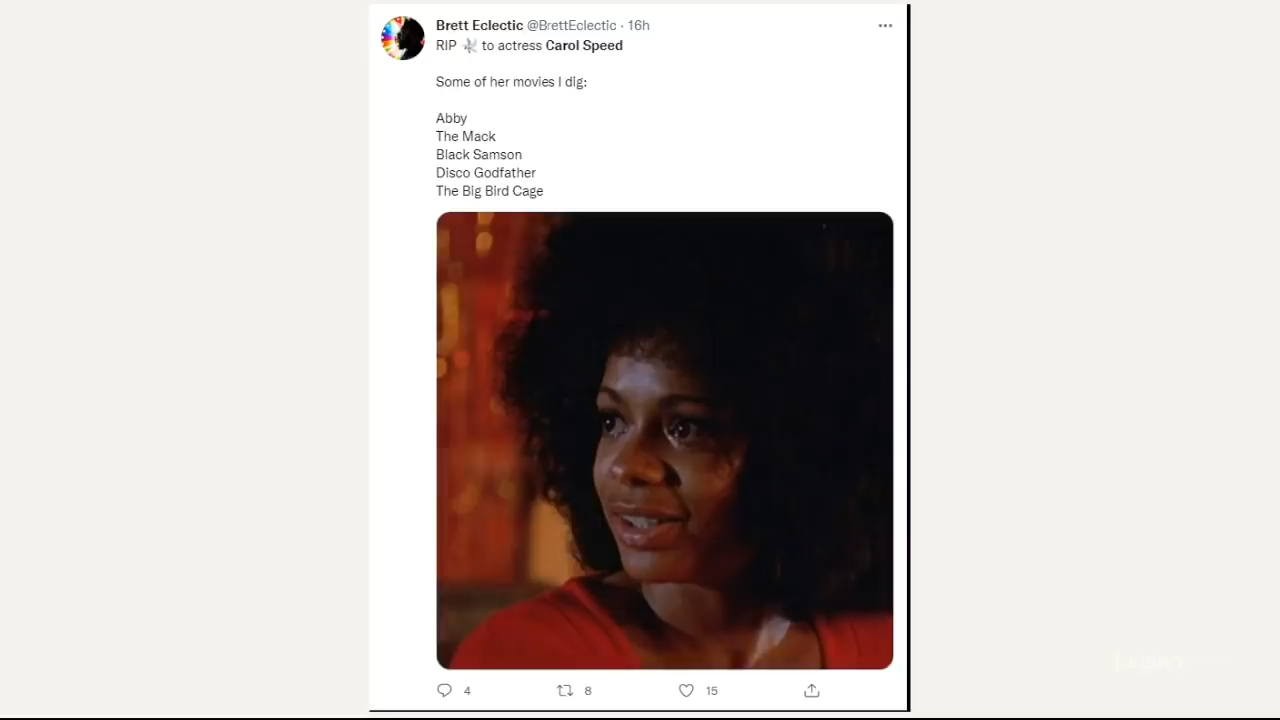 Brett Eclectic @BrettEclectic · 16h
RIP 🕊 to actress Carol Speed
Some of her movies I dig:
Abby
The Mack
Black Samson
Disco Godfather
The Big Bird Cage
4 8 15